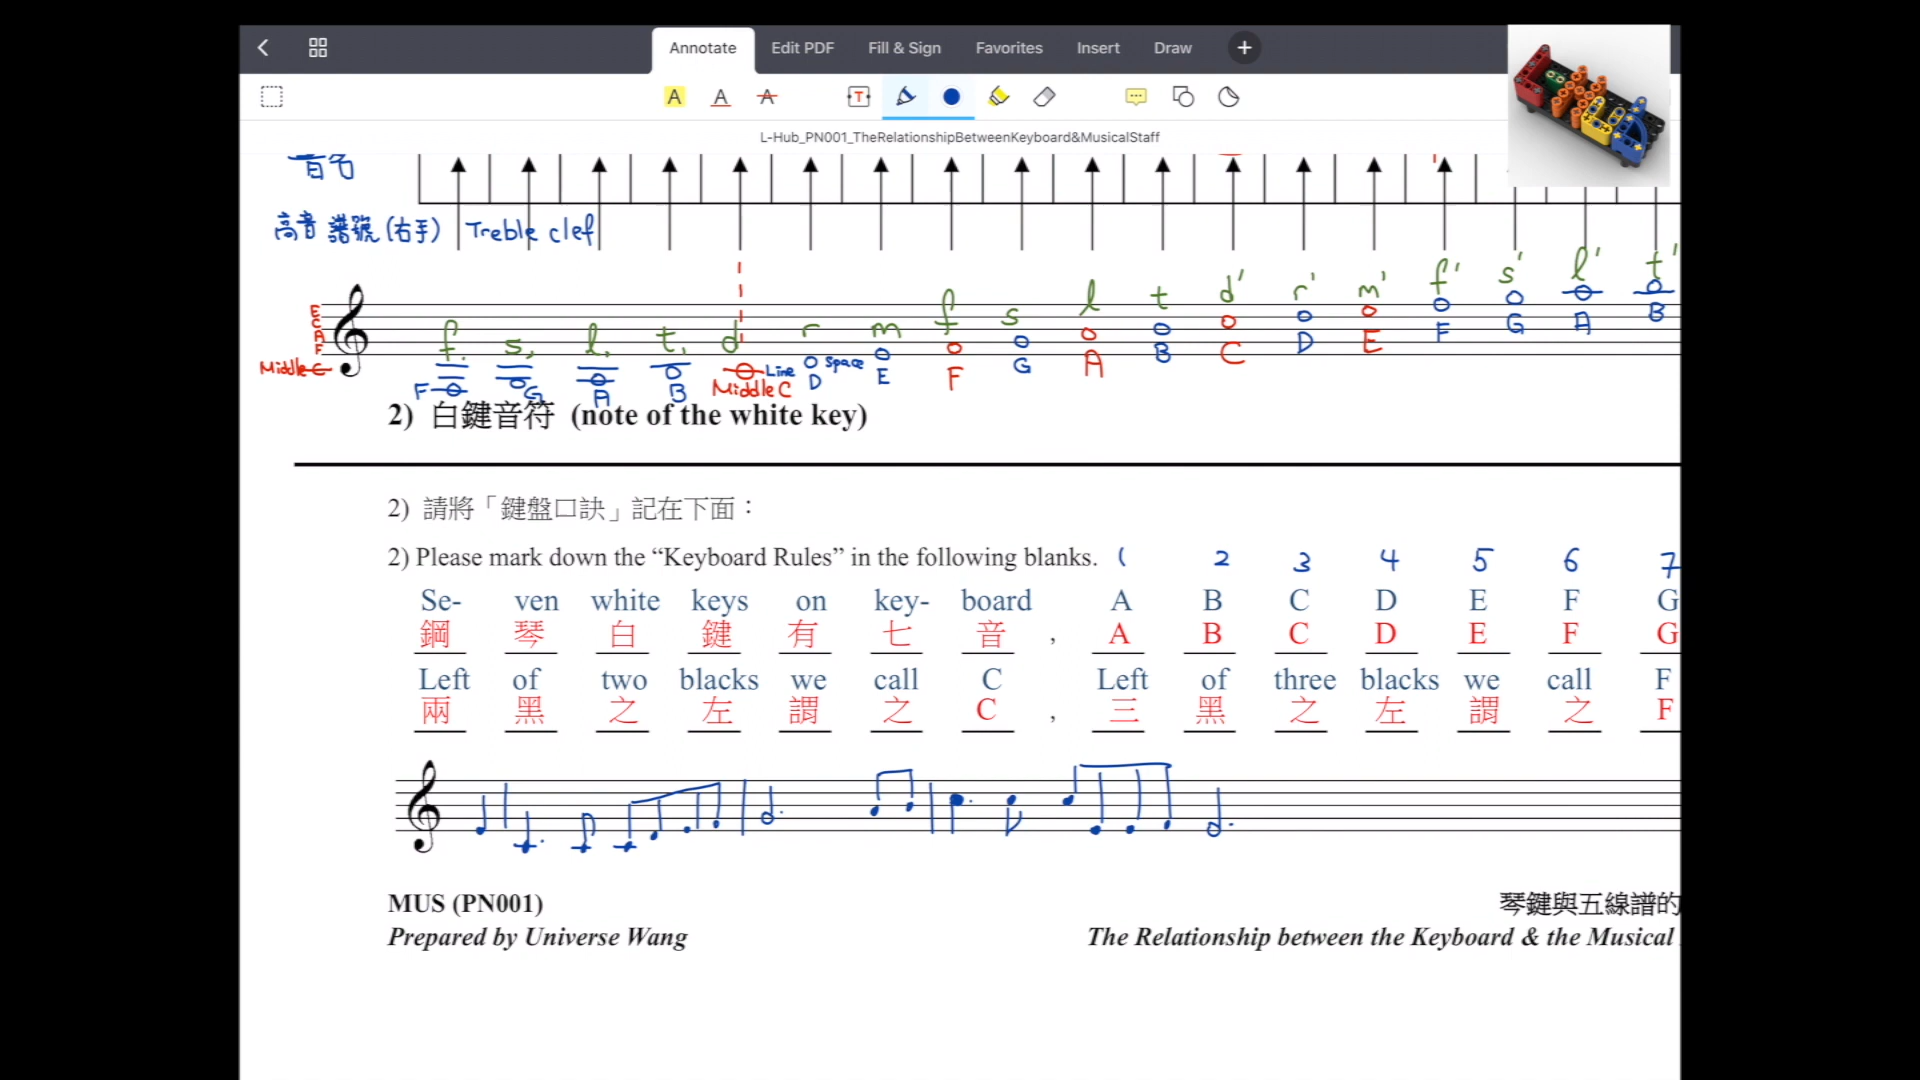 Annotate Edit PDF Fill & Sign Favorites Insert Draw
L-Hub_PN001_TheRelationshipBetweenKeyboard&MusicalStaff
音名
高音譜號(右手) Treble clef
f, s, l, t, d r m f s l t d' r' m' f' s' l' t'
E
C
A
F
Middle C
F G A B Middle C Line D Space E F G A B C D E F G A B
2) 白鍵音符 (note of the white key)
2) 請將「鍵盤口訣」記在下面：
2) Please mark down the “Keyboard Rules” in the following blanks. ( 2 3 4 5 6 7
Se- ven white keys on key- board A B C D E F G
鋼 琴 白 鍵 有 七 音 , A B C D E F G
Left of two blacks we call C Left of three blacks we call F
兩 黑 之 左 謂 之 C , 三 黑 之 左 謂 之 F
MUS (PN001) 琴鍵與五線譜的
Prepared by Universe Wang The Relationship between the Keyboard & the Musical